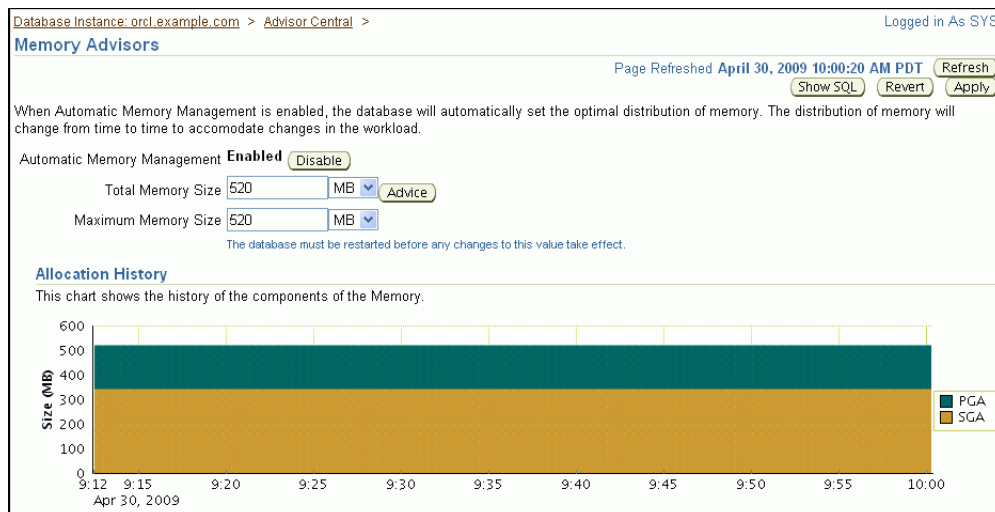 Database Instance: orcl.example.com > Advisor Central >
Logged in As SYS
Memory Advisors
Page Refreshed April 30, 2009 10:00:20 AM PDT Refresh
Show SQL Revert Apply
When Automatic Memory Management is enabled, the database will automatically set the optimal distribution of memory. The distribution of memory will
change from time to time to accomodate changes in the workload.
Automatic Memory Management Enabled Disable
Total Memory Size 520 MB Advice
Maximum Memory Size 520 MB
The database must be restarted before any changes to this value take effect.
Allocation History
This chart shows the history of the components of the Memory.
600
500
400
300
200
100
0
Size (MB)
PGA
SGA
9:12 9:15 9:20 9:25 9:30 9:35 9:40 9:45 9:50 9:55 10:00
Apr 30, 2009